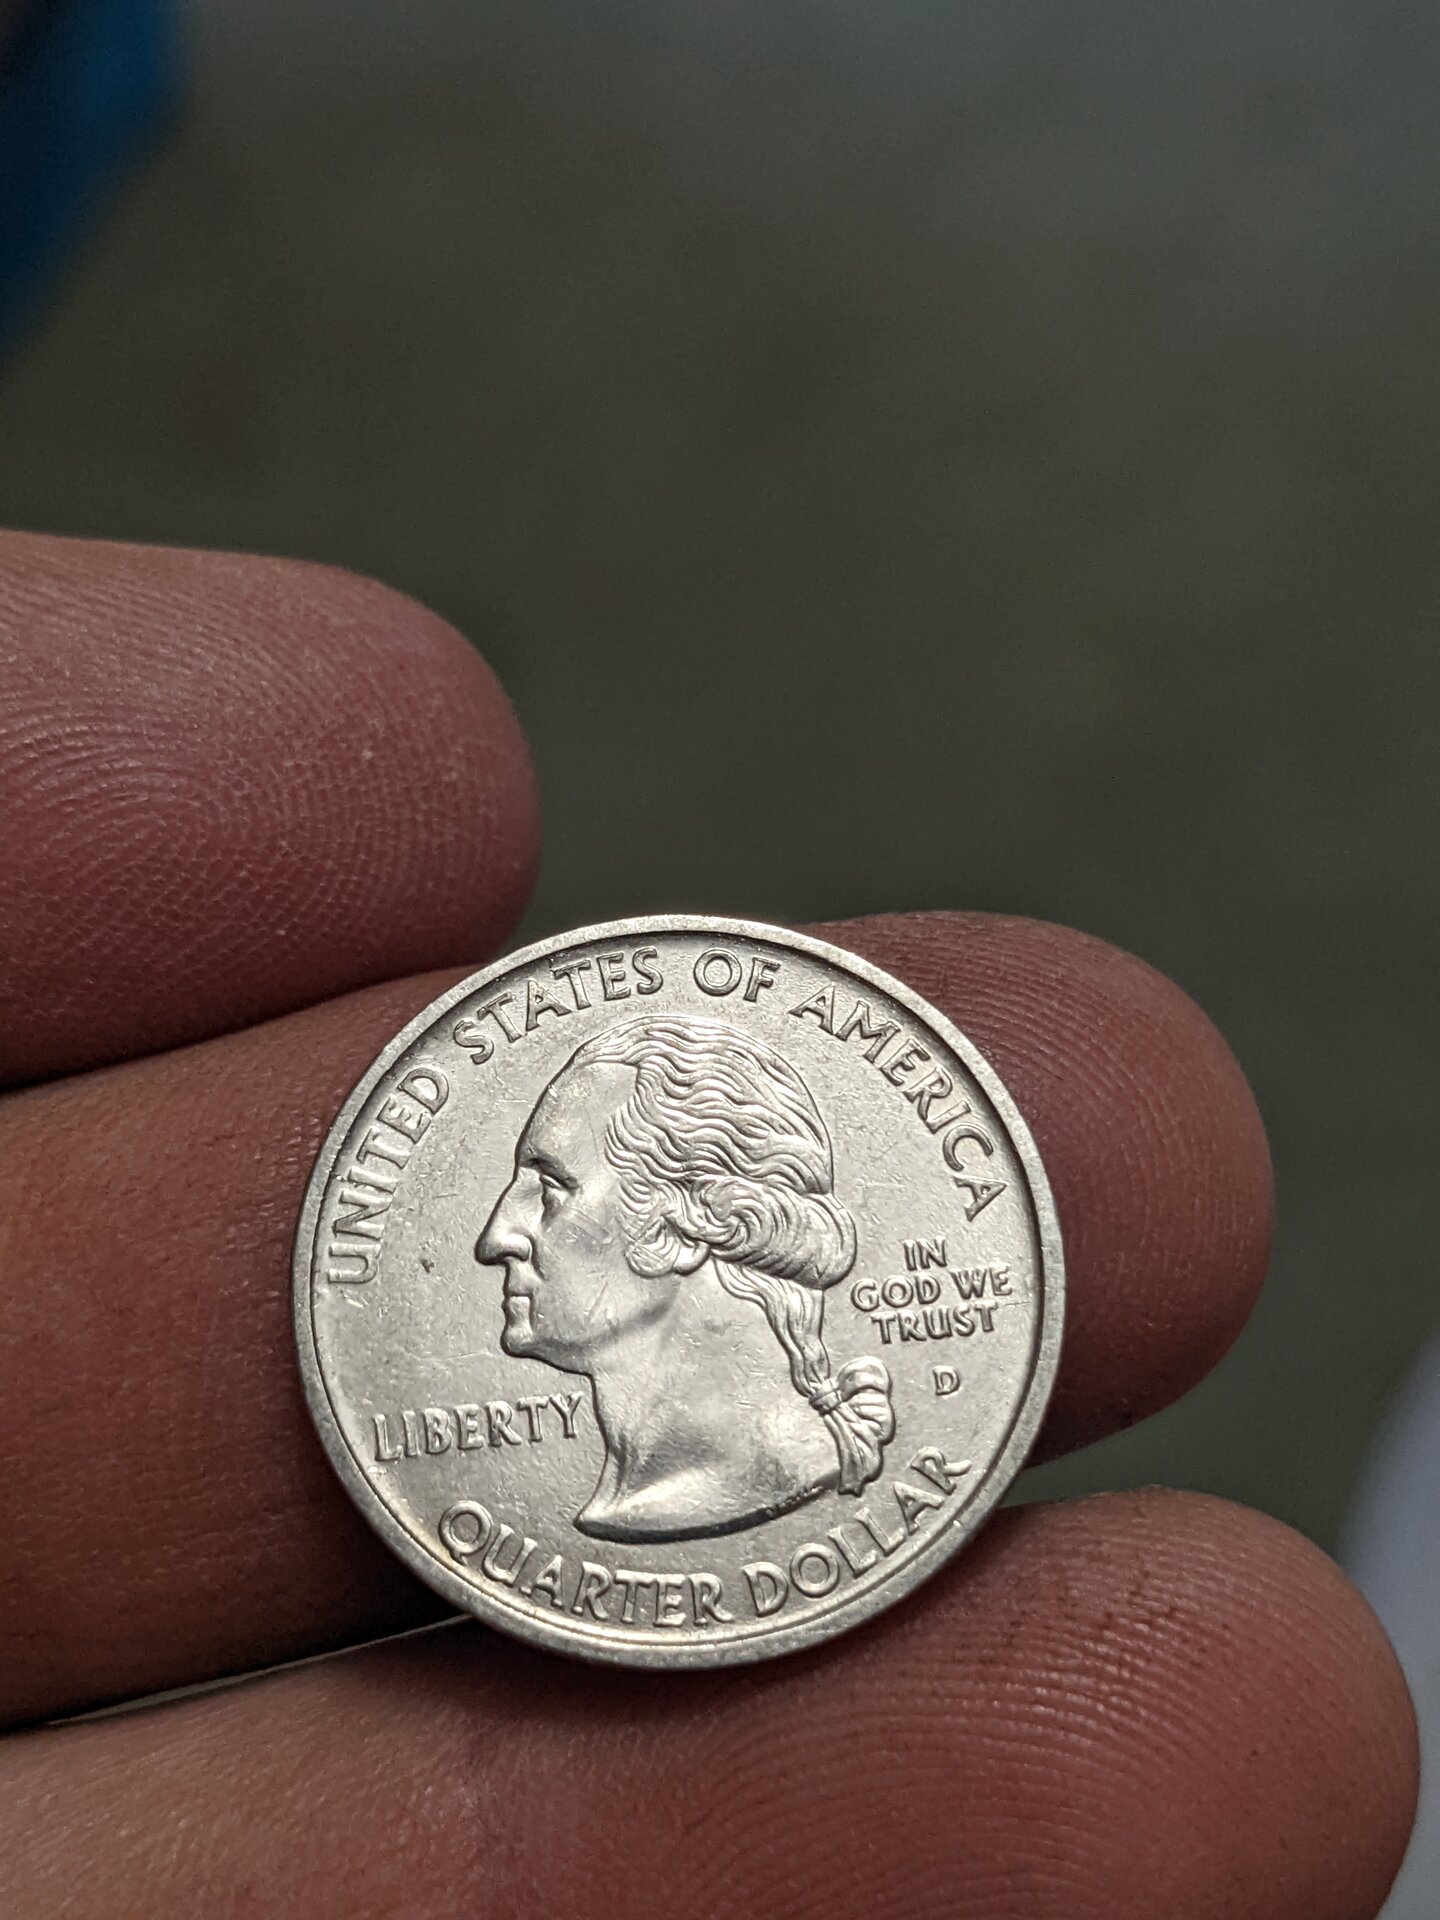 UNITED STATES OF AMERICA
IN
GOD WE
TRUST
D
LIBERTY
QUARTER DOLLAR